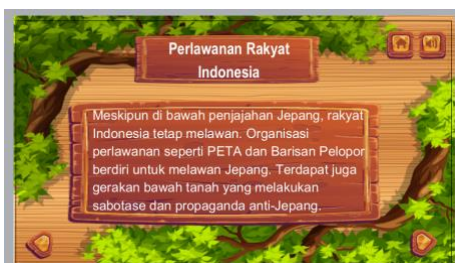 Perlawanan Rakyat
Indonesia
Meskipun di bawah penjajahan Jepang, rakyat
Indonesia tetap melawan. Organisasi
perlawanan seperti PETA dan Barisan Pelopor
berdiri untuk melawan Jepang. Terdapat juga
gerakan bawah tanah yang melakukan
sabotase dan propaganda anti-Jepang.